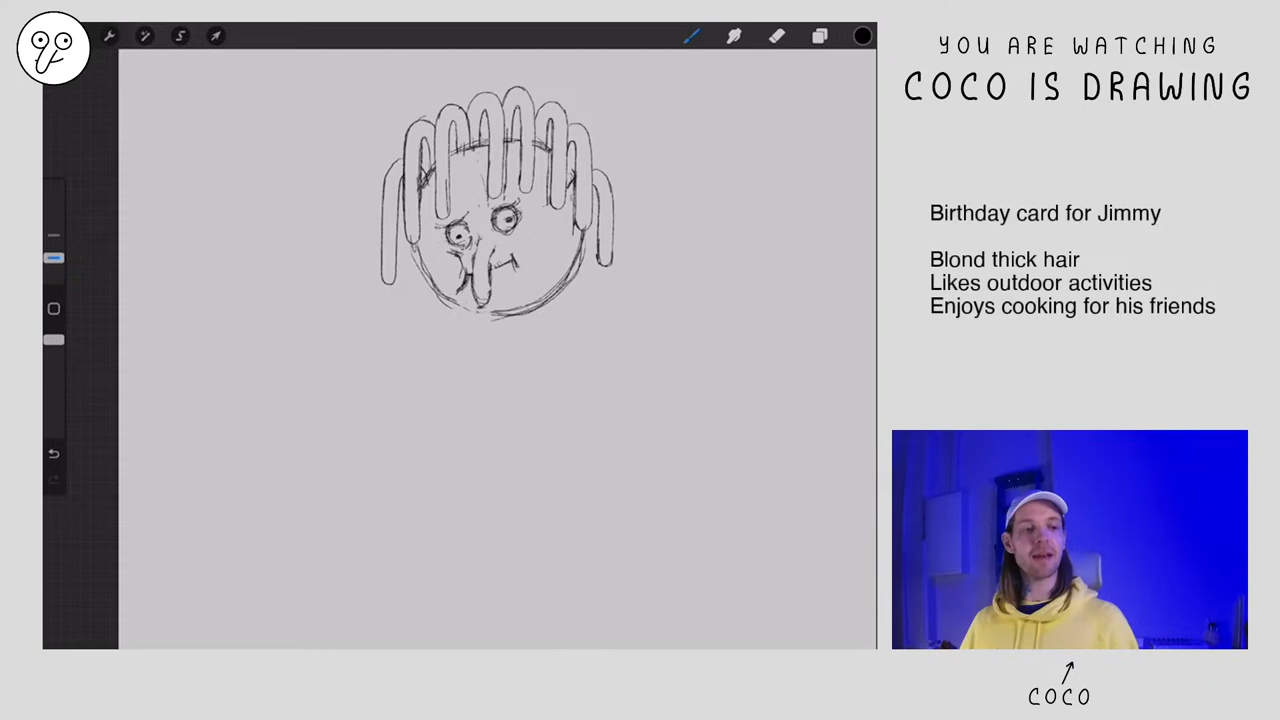 YOU ARE WATCHING
COCO IS DRAWING
Birthday card for Jimmy
Blond thick hair
Likes outdoor activities
Enjoys cooking for his friends
COCO